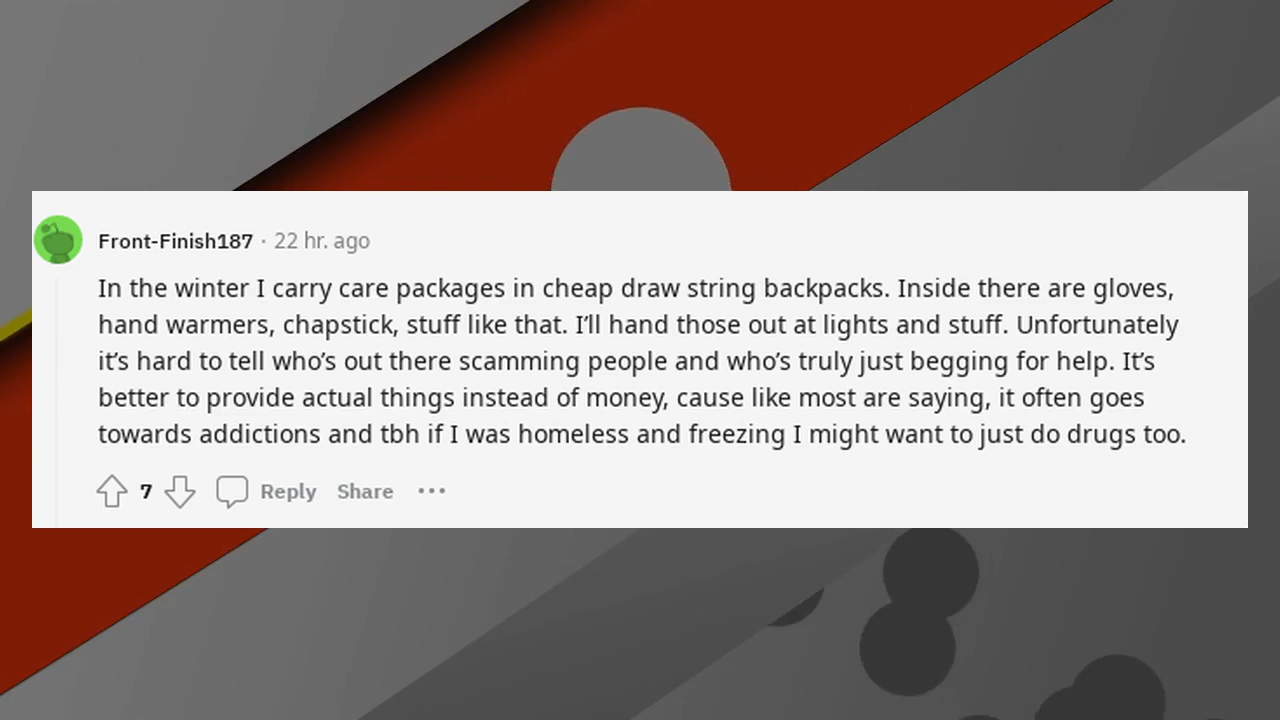 Front-Finish187 · 22 hr. ago
In the winter I carry care packages in cheap draw string backpacks. Inside there are gloves,
hand warmers, chapstick, stuff like that. I’ll hand those out at lights and stuff. Unfortunately
it’s hard to tell who’s out there scamming people and who’s truly just begging for help. It’s
better to provide actual things instead of money, cause like most are saying, it often goes
towards addictions and tbh if I was homeless and freezing I might want to just do drugs too.
7 Reply Share ···